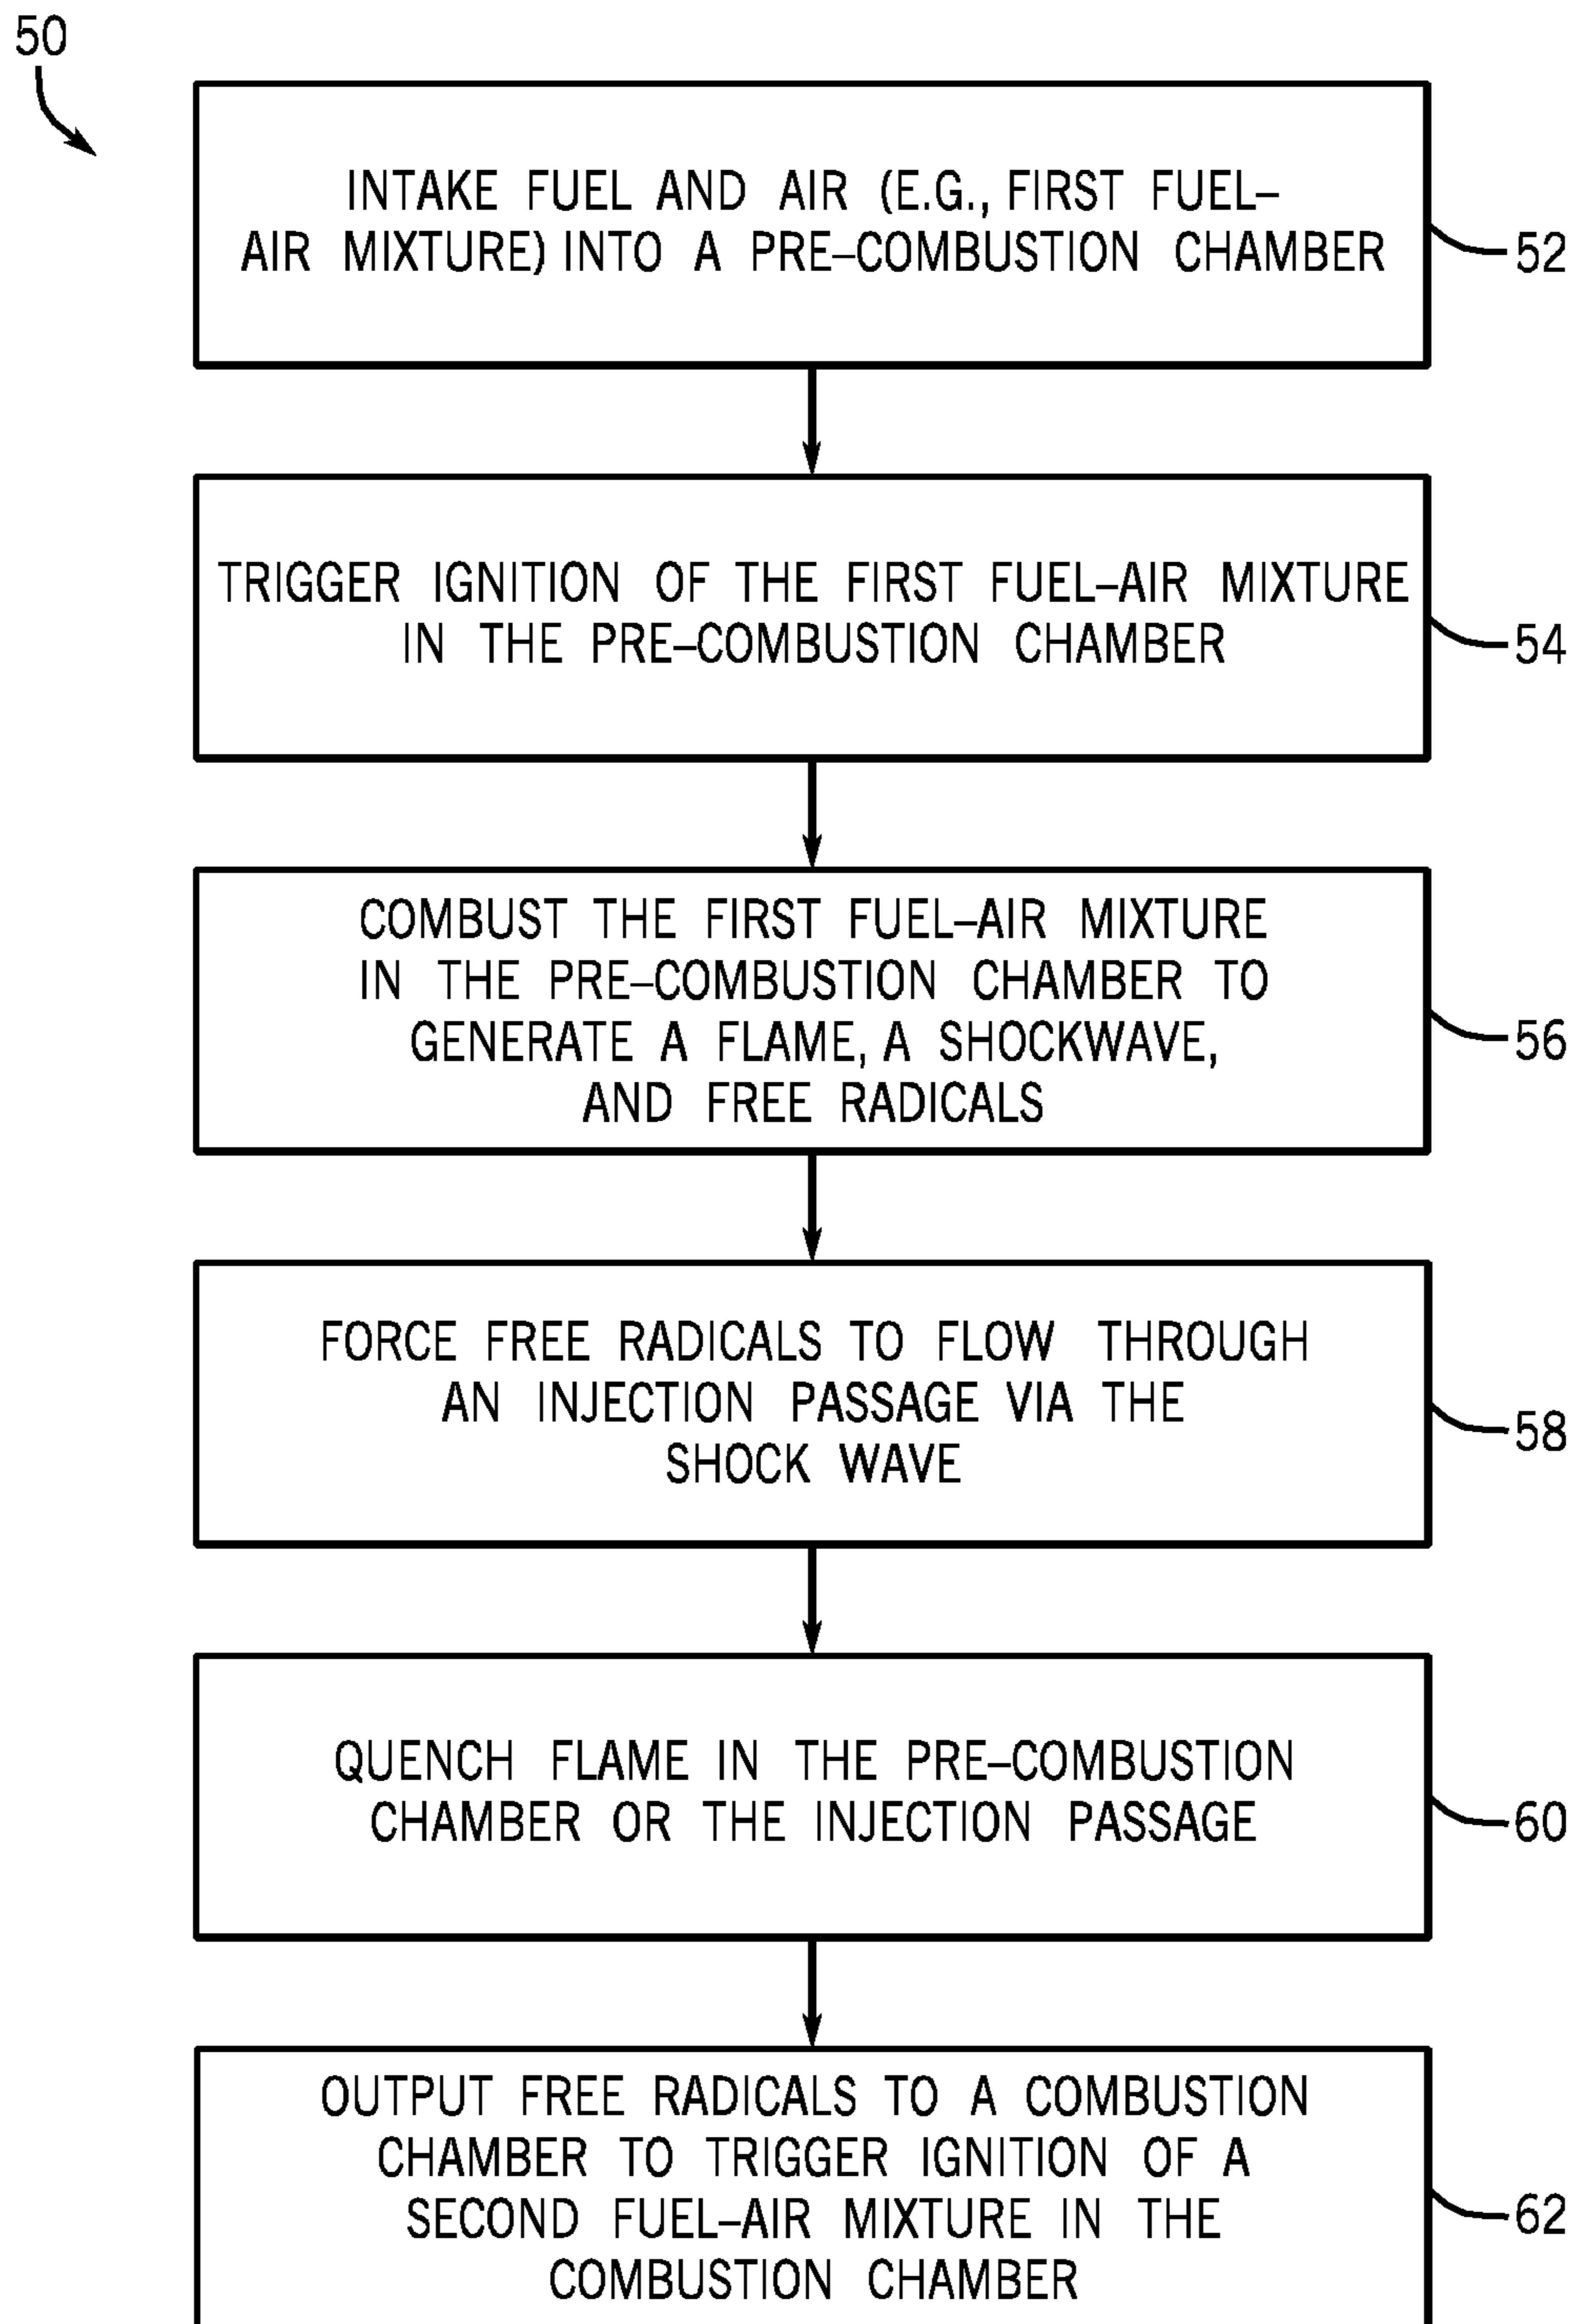 50
INTAKE FUEL AND AIR (E.G., FIRST FUEL–
AIR MIXTURE) INTO A PRE–COMBUSTION CHAMBER
52
TRIGGER IGNITION OF THE FIRST FUEL–AIR MIXTURE
IN THE PRE–COMBUSTION CHAMBER
54
COMBUST THE FIRST FUEL–AIR MIXTURE
IN THE PRE–COMBUSTION CHAMBER TO
GENERATE A FLAME, A SHOCKWAVE,
AND FREE RADICALS
56
FORCE FREE RADICALS TO FLOW THROUGH
AN INJECTION PASSAGE VIA THE
SHOCK WAVE
58
QUENCH FLAME IN THE PRE–COMBUSTION
CHAMBER OR THE INJECTION PASSAGE
60
OUTPUT FREE RADICALS TO A COMBUSTION
CHAMBER TO TRIGGER IGNITION OF A
SECOND FUEL–AIR MIXTURE IN THE
COMBUSTION CHAMBER
62